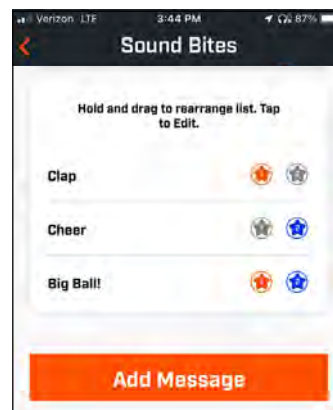 Verizon LTE 3:44 PM 87%
Sound Bites
Hold and drag to rearrange list. Tap
to Edit.
Clap
Cheer
Big Ball!
Add Message